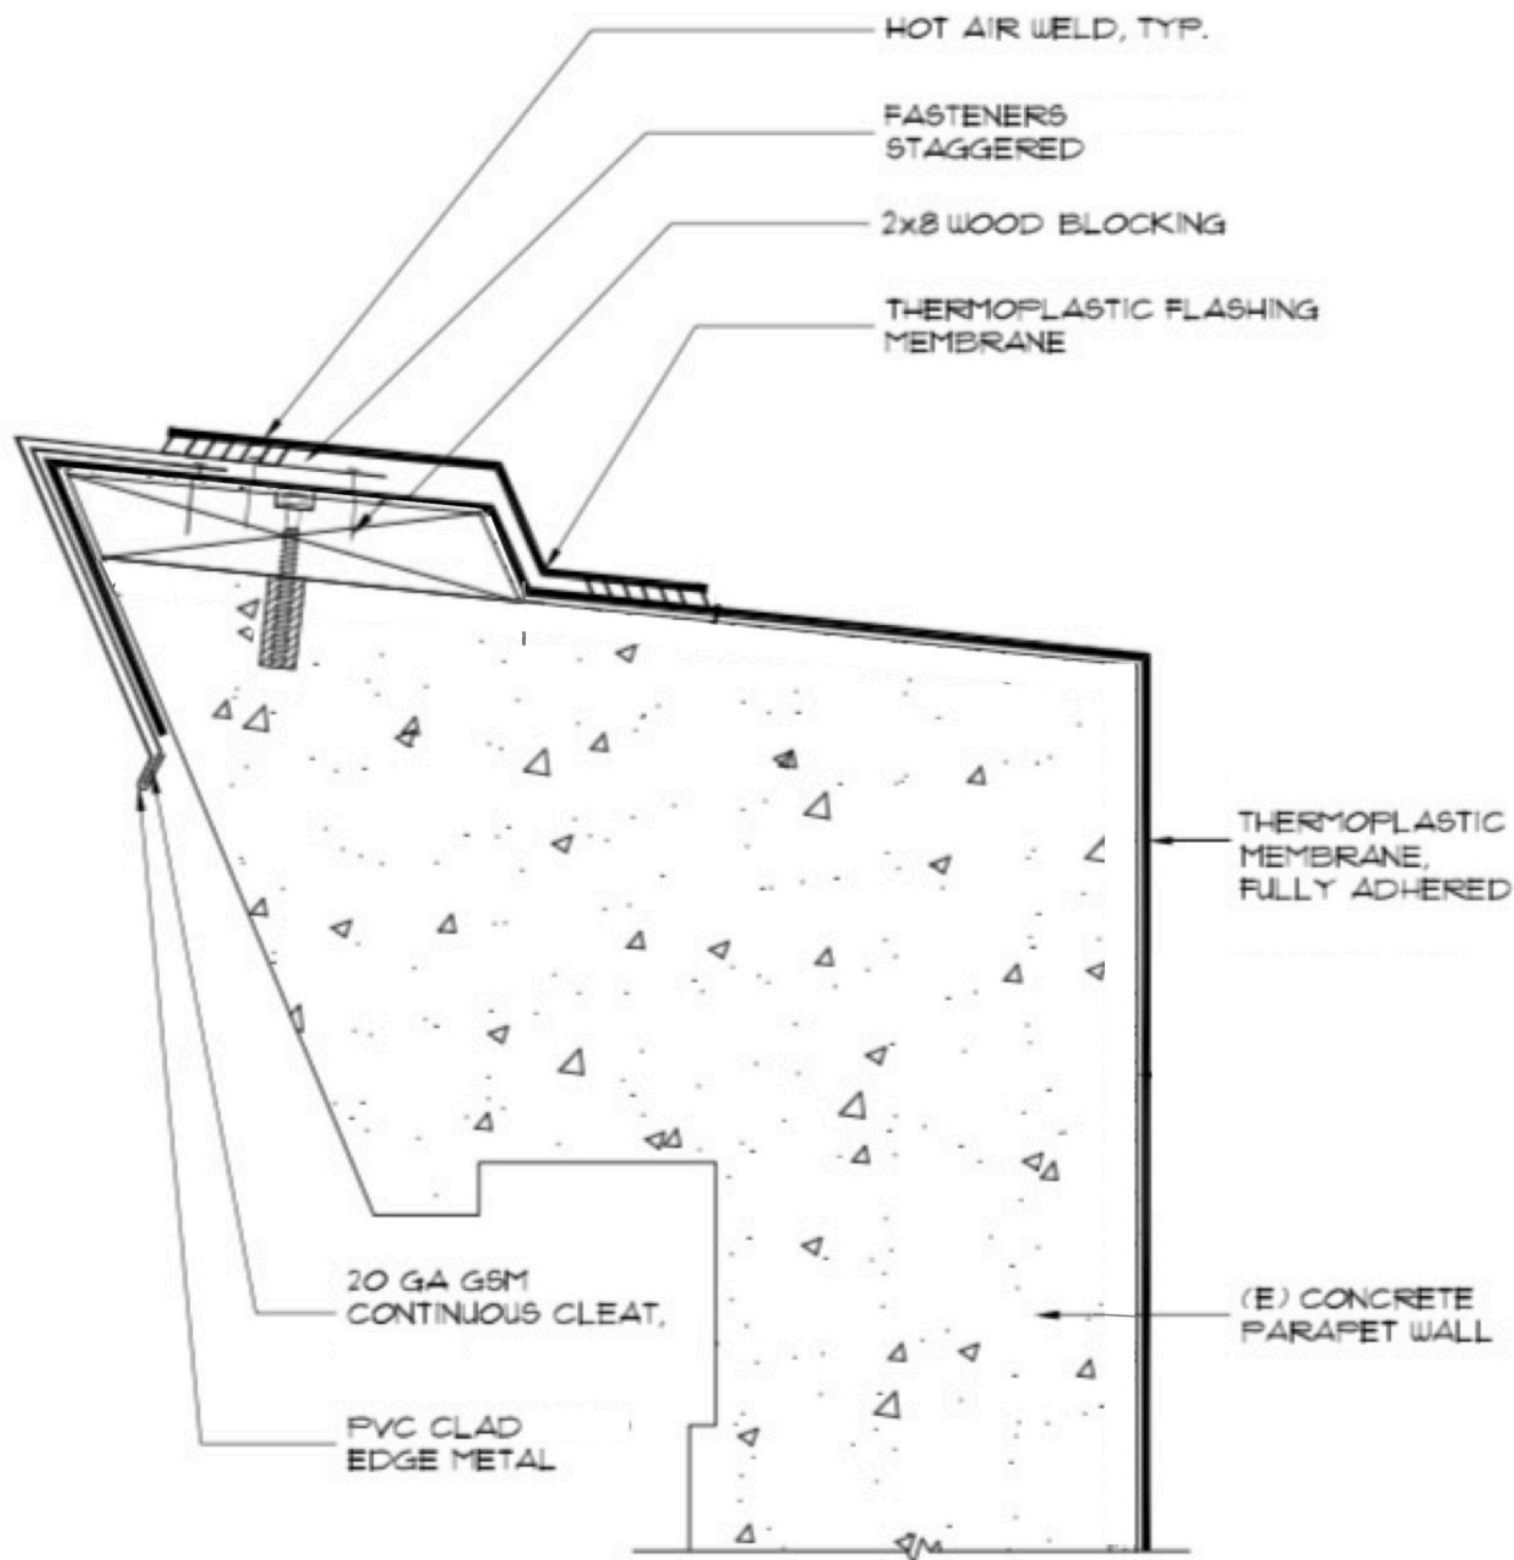 HOT AIR WELD, TYP.
FASTENERS
STAGGERED
2x8 WOOD BLOCKING
THERMOPLASTIC FLASHING
MEMBRANE
THERMOPLASTIC
MEMBRANE,
FULLY ADHERED
20 GA GSM
CONTINUOUS CLEAT,
(E) CONCRETE
PARAPET WALL
PVC CLAD
EDGE METAL